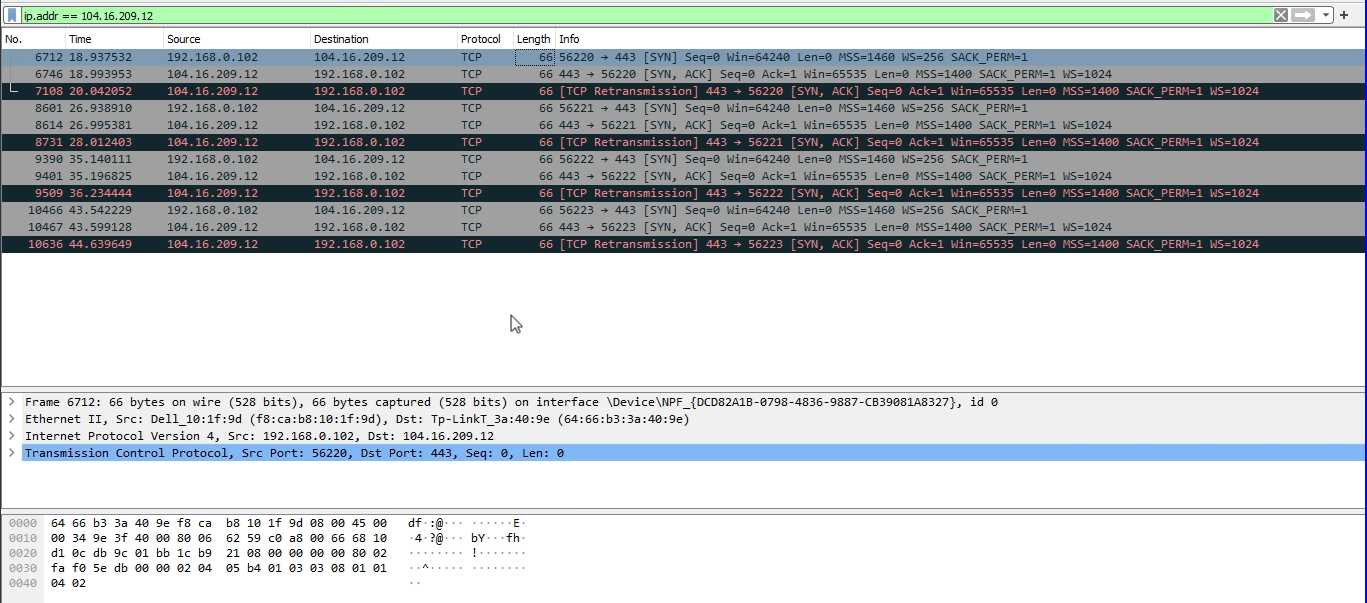 ip.addr == 104.16.209.12
No. Time Source Destination Protocol Length Info
6712 18.937532 192.168.0.102 104.16.209.12 TCP 66 56220 → 443 [SYN] Seq=0 Win=64240 Len=0 MSS=1460 WS=256 SACK_PERM=1
6746 18.993953 104.16.209.12 192.168.0.102 TCP 66 443 → 56220 [SYN, ACK] Seq=0 Ack=1 Win=65535 Len=0 MSS=1400 SACK_PERM=1 WS=1024
7108 20.042052 104.16.209.12 192.168.0.102 TCP 66 [TCP Retransmission] 443 → 56220 [SYN, ACK] Seq=0 Ack=1 Win=65535 Len=0 MSS=1400 SACK_PERM=1 WS=1024
8601 26.938910 192.168.0.102 104.16.209.12 TCP 66 56221 → 443 [SYN] Seq=0 Win=64240 Len=0 MSS=1460 WS=256 SACK_PERM=1
8614 26.995381 104.16.209.12 192.168.0.102 TCP 66 443 → 56221 [SYN, ACK] Seq=0 Ack=1 Win=65535 Len=0 MSS=1400 SACK_PERM=1 WS=1024
8731 28.012403 104.16.209.12 192.168.0.102 TCP 66 [TCP Retransmission] 443 → 56221 [SYN, ACK] Seq=0 Ack=1 Win=65535 Len=0 MSS=1400 SACK_PERM=1 WS=1024
9390 35.140111 192.168.0.102 104.16.209.12 TCP 66 56222 → 443 [SYN] Seq=0 Win=64240 Len=0 MSS=1460 WS=256 SACK_PERM=1
9401 35.196825 104.16.209.12 192.168.0.102 TCP 66 443 → 56222 [SYN, ACK] Seq=0 Ack=1 Win=65535 Len=0 MSS=1400 SACK_PERM=1 WS=1024
9509 36.234444 104.16.209.12 192.168.0.102 TCP 66 [TCP Retransmission] 443 → 56222 [SYN, ACK] Seq=0 Ack=1 Win=65535 Len=0 MSS=1400 SACK_PERM=1 WS=1024
10466 43.542229 192.168.0.102 104.16.209.12 TCP 66 56223 → 443 [SYN] Seq=0 Win=64240 Len=0 MSS=1460 WS=256 SACK_PERM=1
10467 43.599128 104.16.209.12 192.168.0.102 TCP 66 443 → 56223 [SYN, ACK] Seq=0 Ack=1 Win=65535 Len=0 MSS=1400 SACK_PERM=1 WS=1024
10636 44.639649 104.16.209.12 192.168.0.102 TCP 66 [TCP Retransmission] 443 → 56223 [SYN, ACK] Seq=0 Ack=1 Win=65535 Len=0 MSS=1400 SACK_PERM=1 WS=1024
Frame 6712: 66 bytes on wire (528 bits), 66 bytes captured (528 bits) on interface \Device\NPF_{DCD82A1B-0798-4836-9887-CB39081A8327}, id 0
Ethernet II, Src: Dell_10:1f:9d (f8:ca:b8:10:1f:9d), Dst: Tp-LinkT_3a:40:9e (64:66:b3:3a:40:9e)
Internet Protocol Version 4, Src: 192.168.0.102, Dst: 104.16.209.12
Transmission Control Protocol, Src Port: 56220, Dst Port: 443, Seq: 0, Len: 0
0000 64 66 b3 3a 40 9e f8 ca b8 10 1f 9d 08 00 45 00 df·:@··· ······E·
0010 00 34 9e 3f 40 00 80 06 62 59 c0 a8 00 66 68 10 ·4·?@··· bY···fh·
0020 d1 0c db 9c 01 bb 1c b9 21 08 00 00 00 00 80 02 ········ !·······
0030 fa f0 5e db 00 00 02 04 05 b4 01 03 03 08 01 01 ··^····· ········
0040 04 02 ··